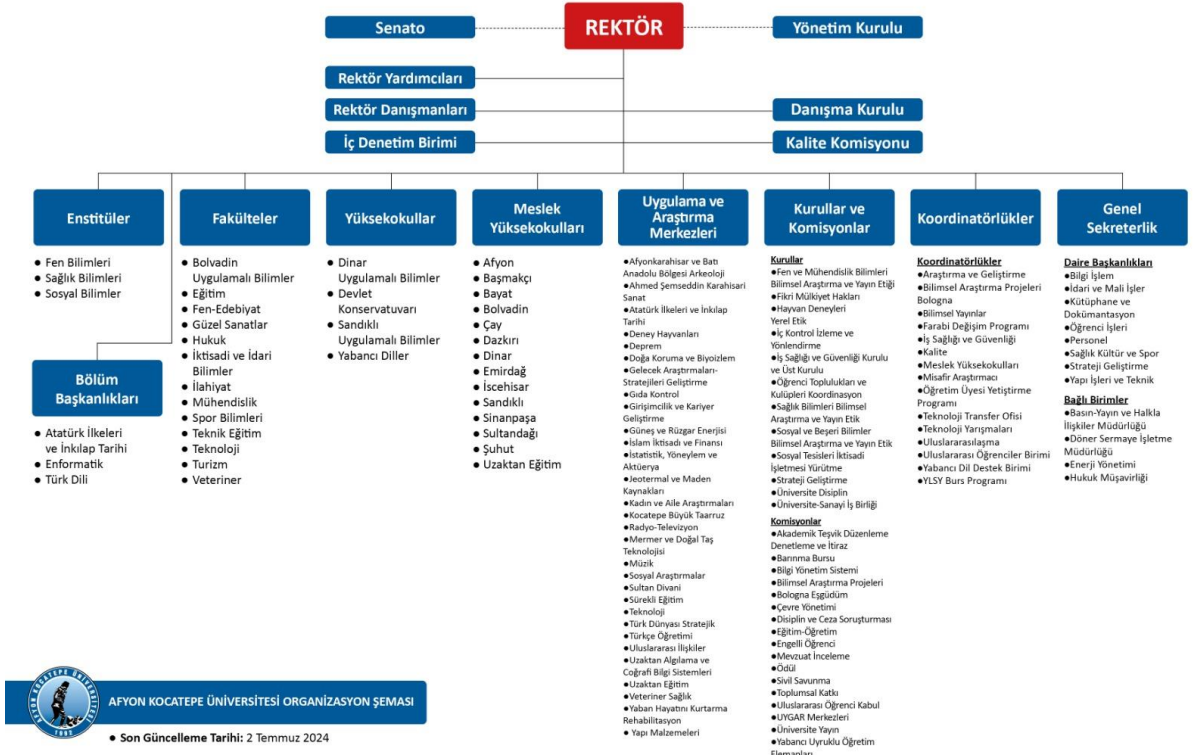 Senato
REKTÖR
Yönetim Kurulu
Rektör Yardımcıları
Rektör Danışmanları
Danışma Kurulu
İç Denetim Birimi
Kalite Komisyonu
Enstitüler
● Fen Bilimleri
● Sağlık Bilimleri
● Sosyal Bilimler
Bölüm
Başkanlıkları
● Atatürk İlkeleri
ve İnkılap Tarihi
● Enformatik
● Türk Dili
Fakülteler
● Bolvadin
Uygulamalı Bilimler
● Eğitim
● Fen-Edebiyat
● Güzel Sanatlar
● Hukuk
● İktisadi ve İdari
Bilimler
● İlahiyat
● Mühendislik
● Spor Bilimleri
● Teknik Eğitim
● Teknoloji
● Turizm
● Veteriner
Yüksekokullar
● Dinar
Uygulamalı Bilimler
● Devlet
Konservatuvarı
● Sandıklı
Uygulamalı Bilimler
● Yabancı Diller
Meslek
Yüksekokulları
● Afyon
● Başmakçı
● Bayat
● Bolvadin
● Çay
● Dazkırı
● Dinar
● Emirdağ
● İscehisar
● Sandıklı
● Sinanpaşa
● Sultandağı
● Şuhut
● Uzaktan Eğitim
Uygulama ve
Araştırma
Merkezleri
●Afyonkarahisar ve Batı
Anadolu Bölgesi Arkeoloji
●Ahmed Şemseddin Karahisari
Sanat
●Atatürk İlkeleri ve İnkılap
Tarihi
●Deney Hayvanları
●Deprem
●Doğa Koruma ve Biyoizlem
●Gelecek Araştırmaları-
Stratejileri Geliştirme
●Gıda Kontrol
●Girişimcilik ve Kariyer
Geliştirme
●Güneş ve Rüzgar Enerjisi
●İslam İktisadı ve Finansı
●İstatistik, Yöneylem ve
Aktüerya
●Jeotermal ve Maden
Kaynakları
●Kadın ve Aile Araştırmaları
●Kocatepe Büyük Taarruz
●Radyo-Televizyon
●Mermer ve Doğal Taş
Teknolojisi
●Müzik
●Sosyal Araştırmalar
●Sultan Divani
●Sürekli Eğitim
●Teknoloji
●Türk Dünyası Stratejik
●Türkçe Öğretimi
●Uluslararası İlişkiler
●Uzaktan Algılama ve
Coğrafi Bilgi Sistemleri
●Uzaktan Eğitim
●Veteriner Sağlık
●Yaban Hayatını Kurtarma
Rehabilitasyon
● Yapı Malzemeleri
Kurullar ve
Komisyonlar
Kurullar
●Fen ve Mühendislik Bilimleri
Bilimsel Araştırma ve Yayın Etiği
●Fikri Mülkiyet Hakları
●Hayvan Deneyleri
Yerel Etik
●İç Kontrol İzleme ve
Yönlendirme
●İş Sağlığı ve Güvenliği Kurulu
ve Üst Kurulu
●Öğrenci Toplulukları ve
Kulüpleri Koordinasyon
●Sağlık Bilimleri Bilimsel
Araştırma ve Yayın Etik
●Sosyal ve Beşeri Bilimler
Bilimsel Araştırma ve Yayın Etik
●Sosyal Tesisleri İktisadi
İşletmesi Yürütme
●Strateji Geliştirme
●Üniversite Disiplin
●Üniversite-Sanayi İş Birliği
Komisyonlar
●Akademik Teşvik Düzenleme
Denetleme ve İtiraz
●Barınma Bursu
●Bilgi Yönetim Sistemi
●Bilimsel Araştırma Projeleri
●Bologna Eşgüdüm
●Çevre Yönetimi
●Disiplin ve Ceza Soruşturması
●Eğitim-Öğretim
●Engelli Öğrenci
●Mevzuat İnceleme
●Ödül
●Sivil Savunma
●Toplumsal Katkı
●Uluslararası Öğrenci Kabul
●UYGAR Merkezleri
●Üniversite Yayın
●Yabancı Uyruklu Öğretim
Elemanları
Koordinatörlükler
Koordinatörlükler
●Araştırma ve Geliştirme
●Bilimsel Araştırma Projeleri
Bologna
●Bilimsel Yayınlar
●Farabi Değişim Programı
●İş Sağlığı ve Güvenliği
●Kalite
●Meslek Yüksekokulları
●Misafir Araştırmacı
●Öğretim Üyesi Yetiştirme
Programı
●Teknoloji Transfer Ofisi
●Teknoloji Yarışmaları
●Uluslararasılaşma
●Uluslararası Öğrenciler Birimi
●Yabancı Dil Destek Birimi
●YLSY Burs Programı
Genel
Sekreterlik
Daire Başkanlıkları
●Bilgi İşlem
●İdari ve Mali İşler
●Kütüphane ve
Dokümantasyon
●Öğrenci İşleri
●Personel
●Sağlık Kültür ve Spor
●Strateji Geliştirme
●Yapı İşleri ve Teknik
Bağlı Birimler
●Basın-Yayın ve Halkla
İlişkiler Müdürlüğü
●Döner Sermaye İşletme
Müdürlüğü
●Enerji Yönetimi
●Hukuk Müşavirliği
AFYON KOCATEPE ÜNİVERSİTESİ
1992
AFYON KOCATEPE ÜNİVERSİTESİ ORGANİZASYON ŞEMASI
● Son Güncelleme Tarihi: 2 Temmuz 2024